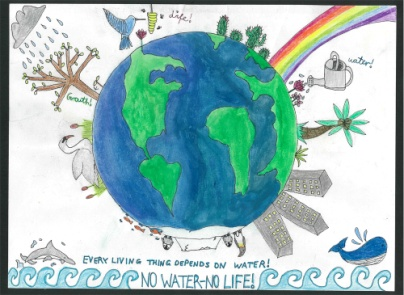 life!
water!
Growth!
EVERY LIVING THING DEPENDS ON WATER!
NO WATER-NO LIFE!